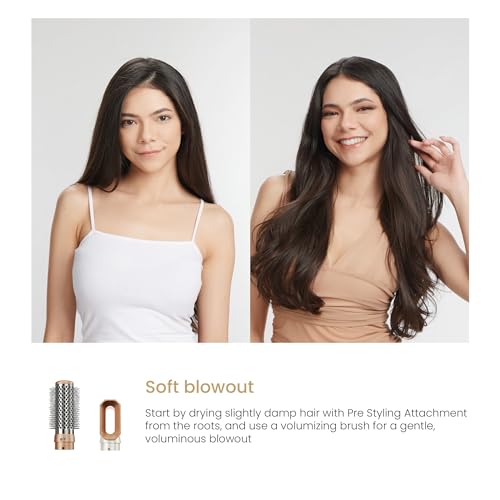 Soft blowout
Start by drying slightly damp hair with Pre Styling Attachment
from the roots, and use a volumizing brush for a gentle,
voluminous blowout